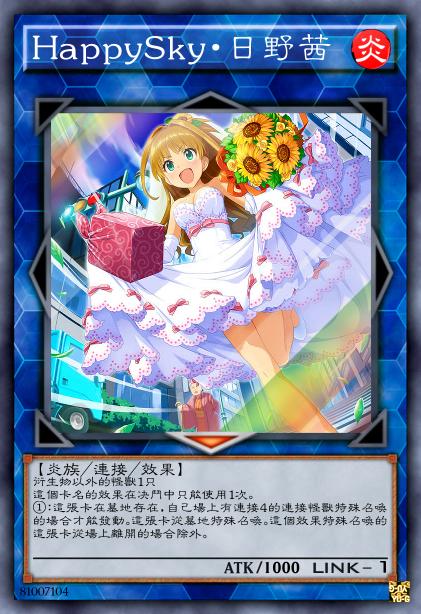 HappySky・日野茜
炎
【炎族/連接/效果】
衍生物以外的怪獸1只
這個卡名的效果在決鬥中只能使用1次。
①:這張卡在墓地存在,自己場上有連接4的連接怪獸特殊召喚
的場合才能發動。這張卡從墓地特殊召喚。這個效果特殊召喚的
這張卡從場上離開的場合除外。
ATK/1000 LINK-1
81007104